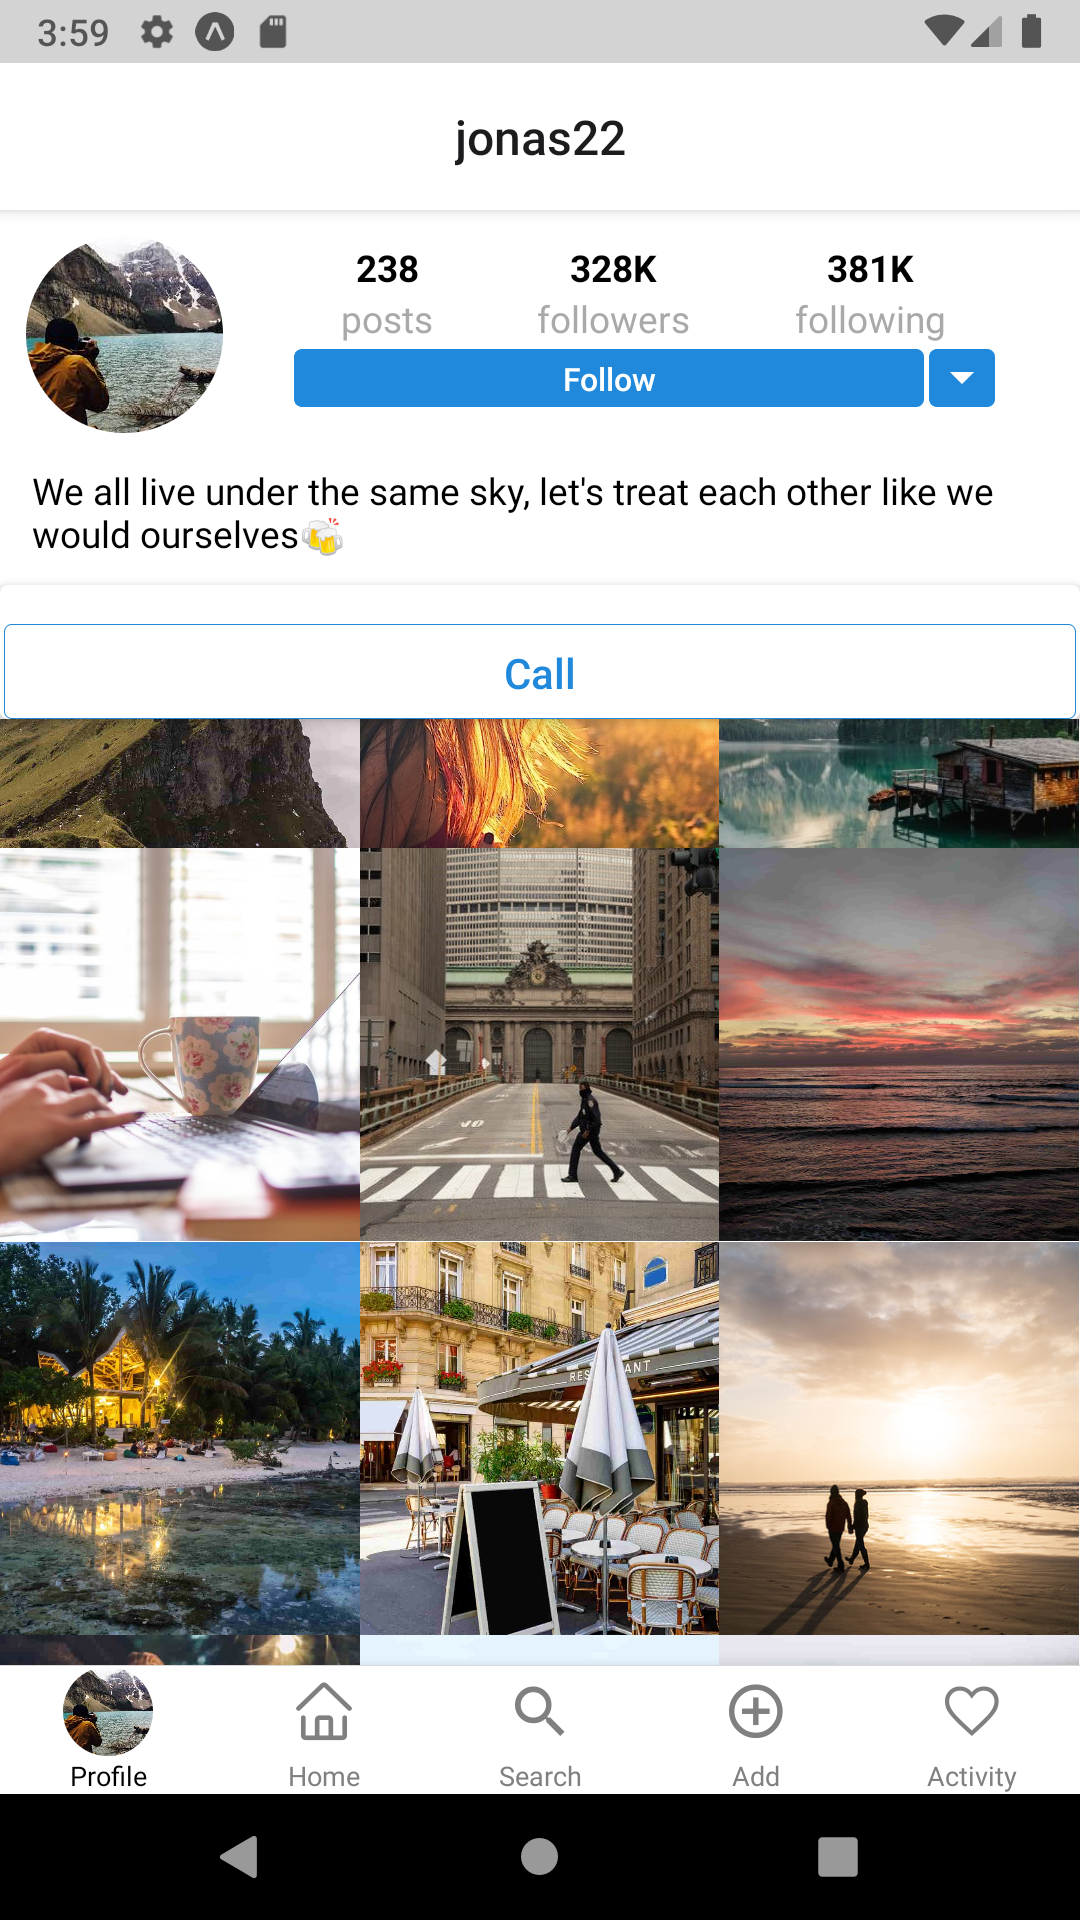 3:59
jonas22
238 328K 381K
posts followers following
Follow
We all live under the same sky, let's treat each other like we
would ourselves🍻
Call
Profile Home Search Add Activity